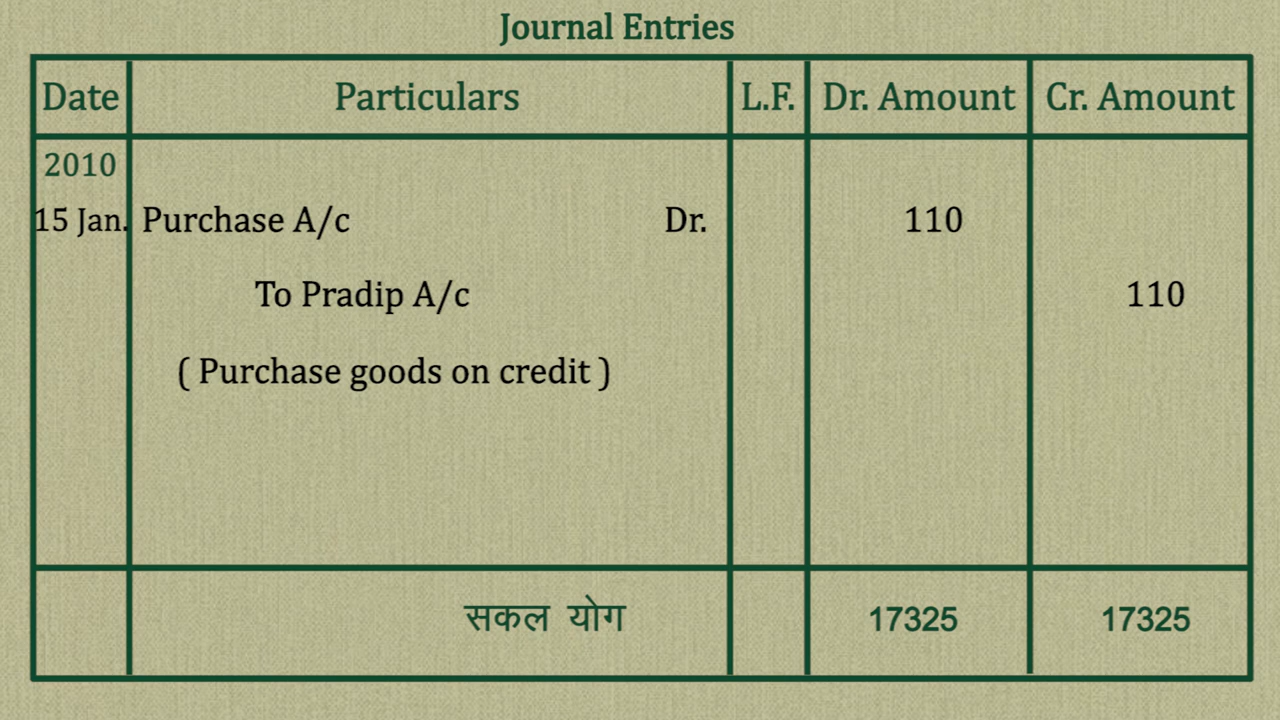 Journal Entries
Date Particulars L.F. Dr. Amount Cr. Amount
2010
15 Jan. Purchase A/c Dr. 110
To Pradip A/c 110
( Purchase goods on credit )
सकल योग 17325 17325